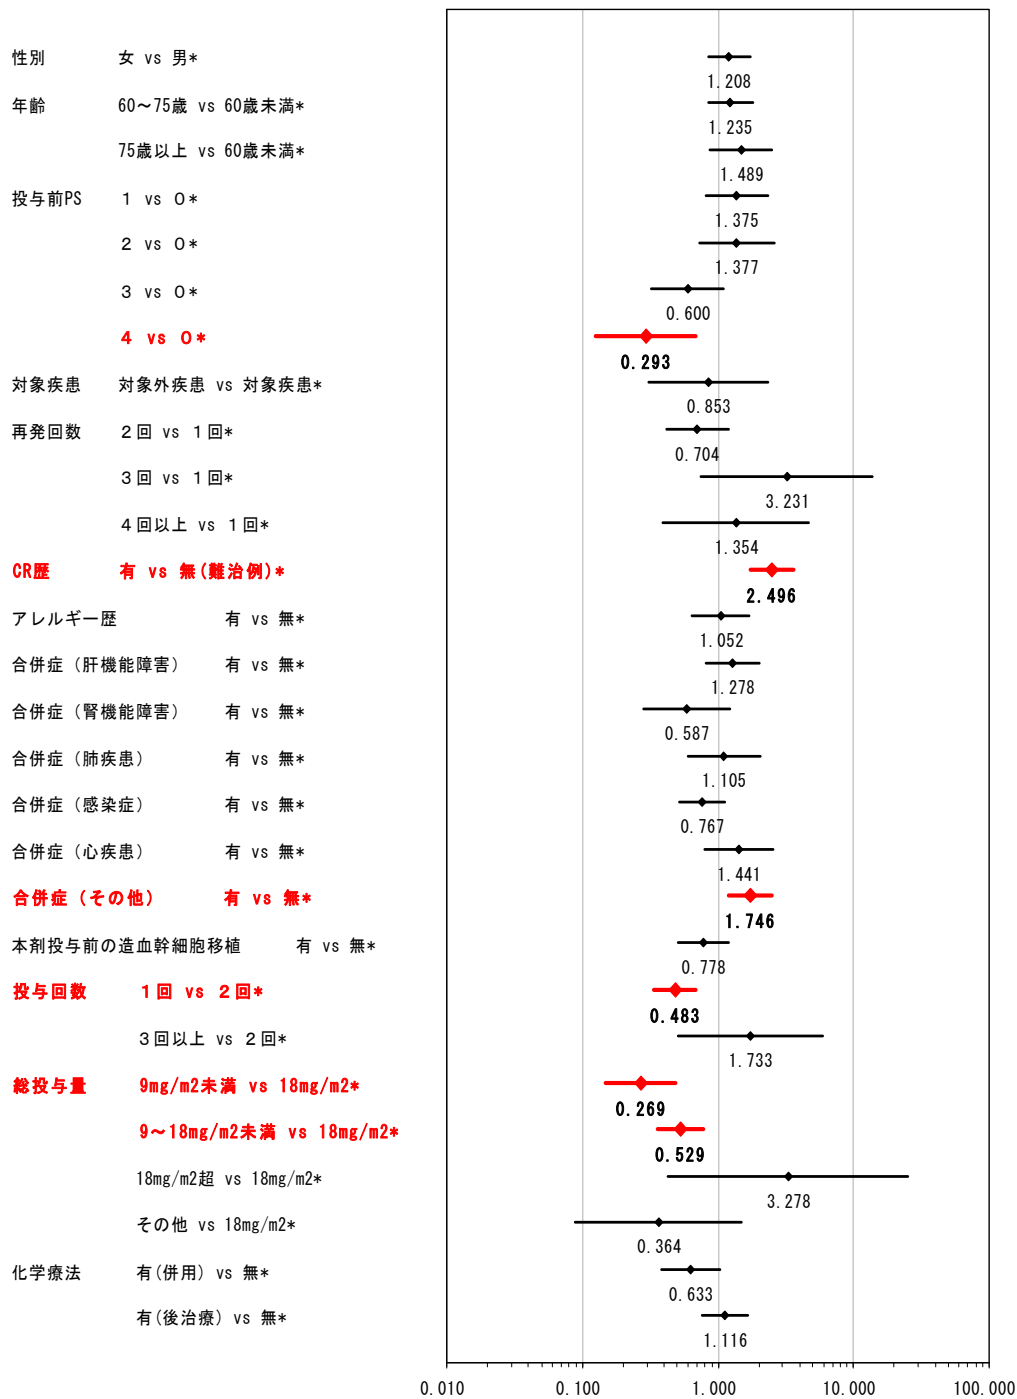 性別 女 vs 男*
1.208
年齢 60～75歳 vs 60歳未満*
1.235
75歳以上 vs 60歳未満*
1.489
投与前PS 1 vs 0*
1.375
2 vs 0*
1.377
3 vs 0*
0.600
4 vs 0*
0.293
対象疾患 対象外疾患 vs 対象疾患*
0.853
再発回数 2回 vs 1回*
0.704
3回 vs 1回*
3.231
4回以上 vs 1回*
1.354
CR歴 有 vs 無(難治例)*
2.496
アレルギー歴 有 vs 無*
1.052
合併症（肝機能障害） 有 vs 無*
1.278
合併症（腎機能障害） 有 vs 無*
0.587
合併症（肺疾患） 有 vs 無*
1.105
合併症（感染症） 有 vs 無*
0.767
合併症（心疾患） 有 vs 無*
1.441
合併症（その他） 有 vs 無*
1.746
本剤投与前の造血幹細胞移植 有 vs 無*
0.778
投与回数 1回 vs 2回*
0.483
3回以上 vs 2回*
1.733
総投与量 9mg/m2未満 vs 18mg/m2*
0.269
9～18mg/m2未満 vs 18mg/m2*
0.529
18mg/m2超 vs 18mg/m2*
3.278
その他 vs 18mg/m2*
0.364
化学療法 有(併用) vs 無*
0.633
有(後治療) vs 無*
1.116
0.010 0.100 1.000 10.000 100.000